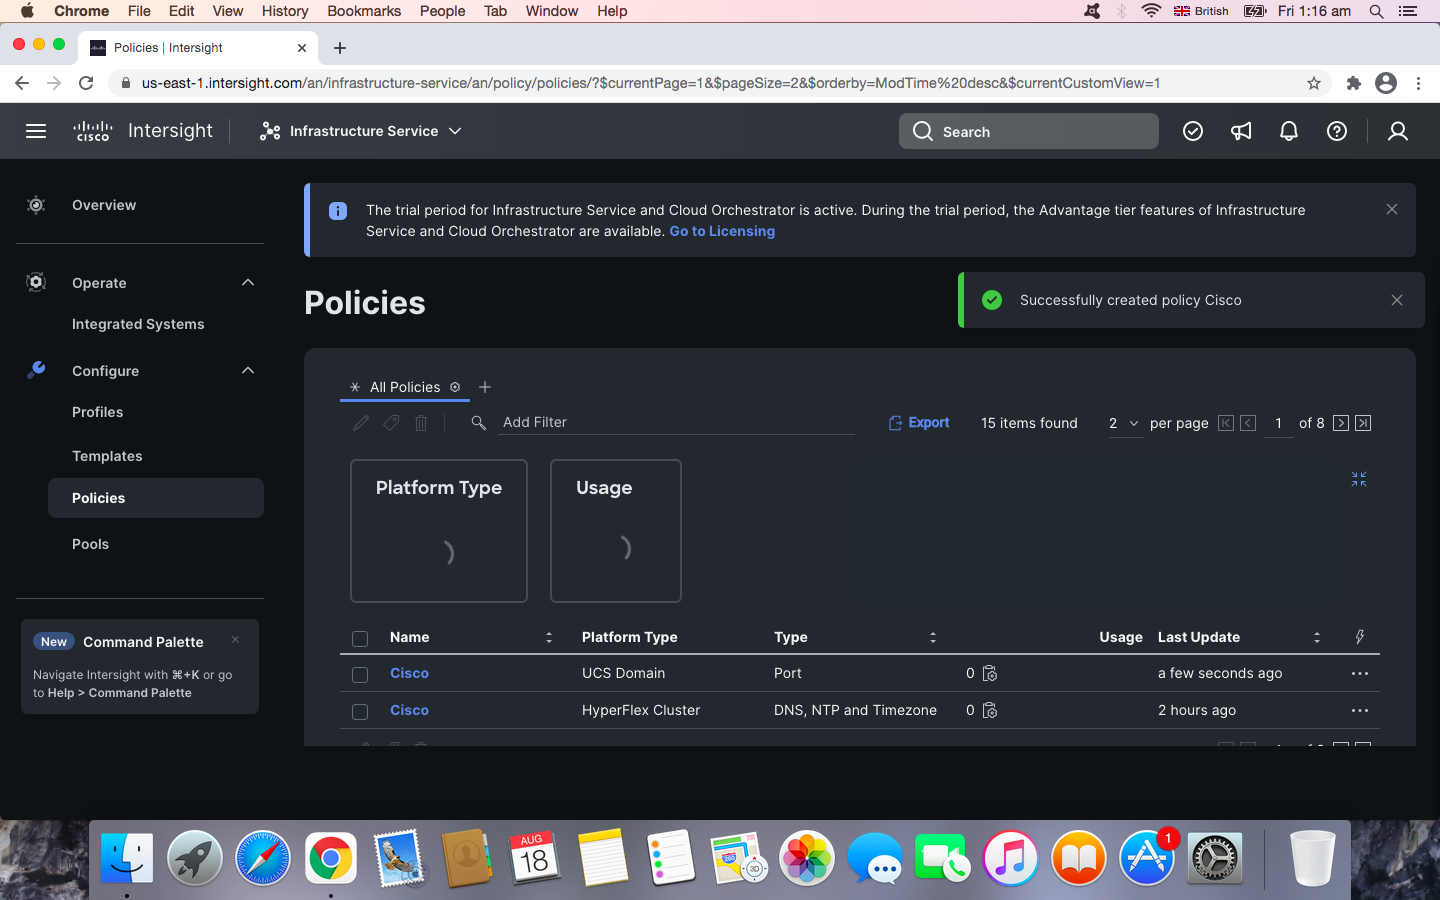 Chrome File Edit View History Bookmarks People Tab Window Help British Fri 1:16 am
Policies | Intersight
us-east-1.intersight.com/an/infrastructure-service/an/policy/policies/?$currentPage=1&$pageSize=2&$orderby=ModTime%20desc&$currentCustomView=1
CISCO Intersight Infrastructure Service Search
Overview
Operate
Integrated Systems
Configure
Profiles
Templates
Policies
Pools
New Command Palette
Navigate Intersight with ⌘+K or go
to Help > Command Palette
The trial period for Infrastructure Service and Cloud Orchestrator is active. During the trial period, the Advantage tier features of Infrastructure
Service and Cloud Orchestrator are available. Go to Licensing
Policies
Successfully created policy Cisco
All Policies
Add Filter Export 15 items found 2 per page 1 of 8
Platform Type Usage
Name Platform Type Type Usage Last Update
Cisco UCS Domain Port 0 a few seconds ago
Cisco HyperFlex Cluster DNS, NTP and Timezone 0 2 hours ago
AUG
18
280
3D
1